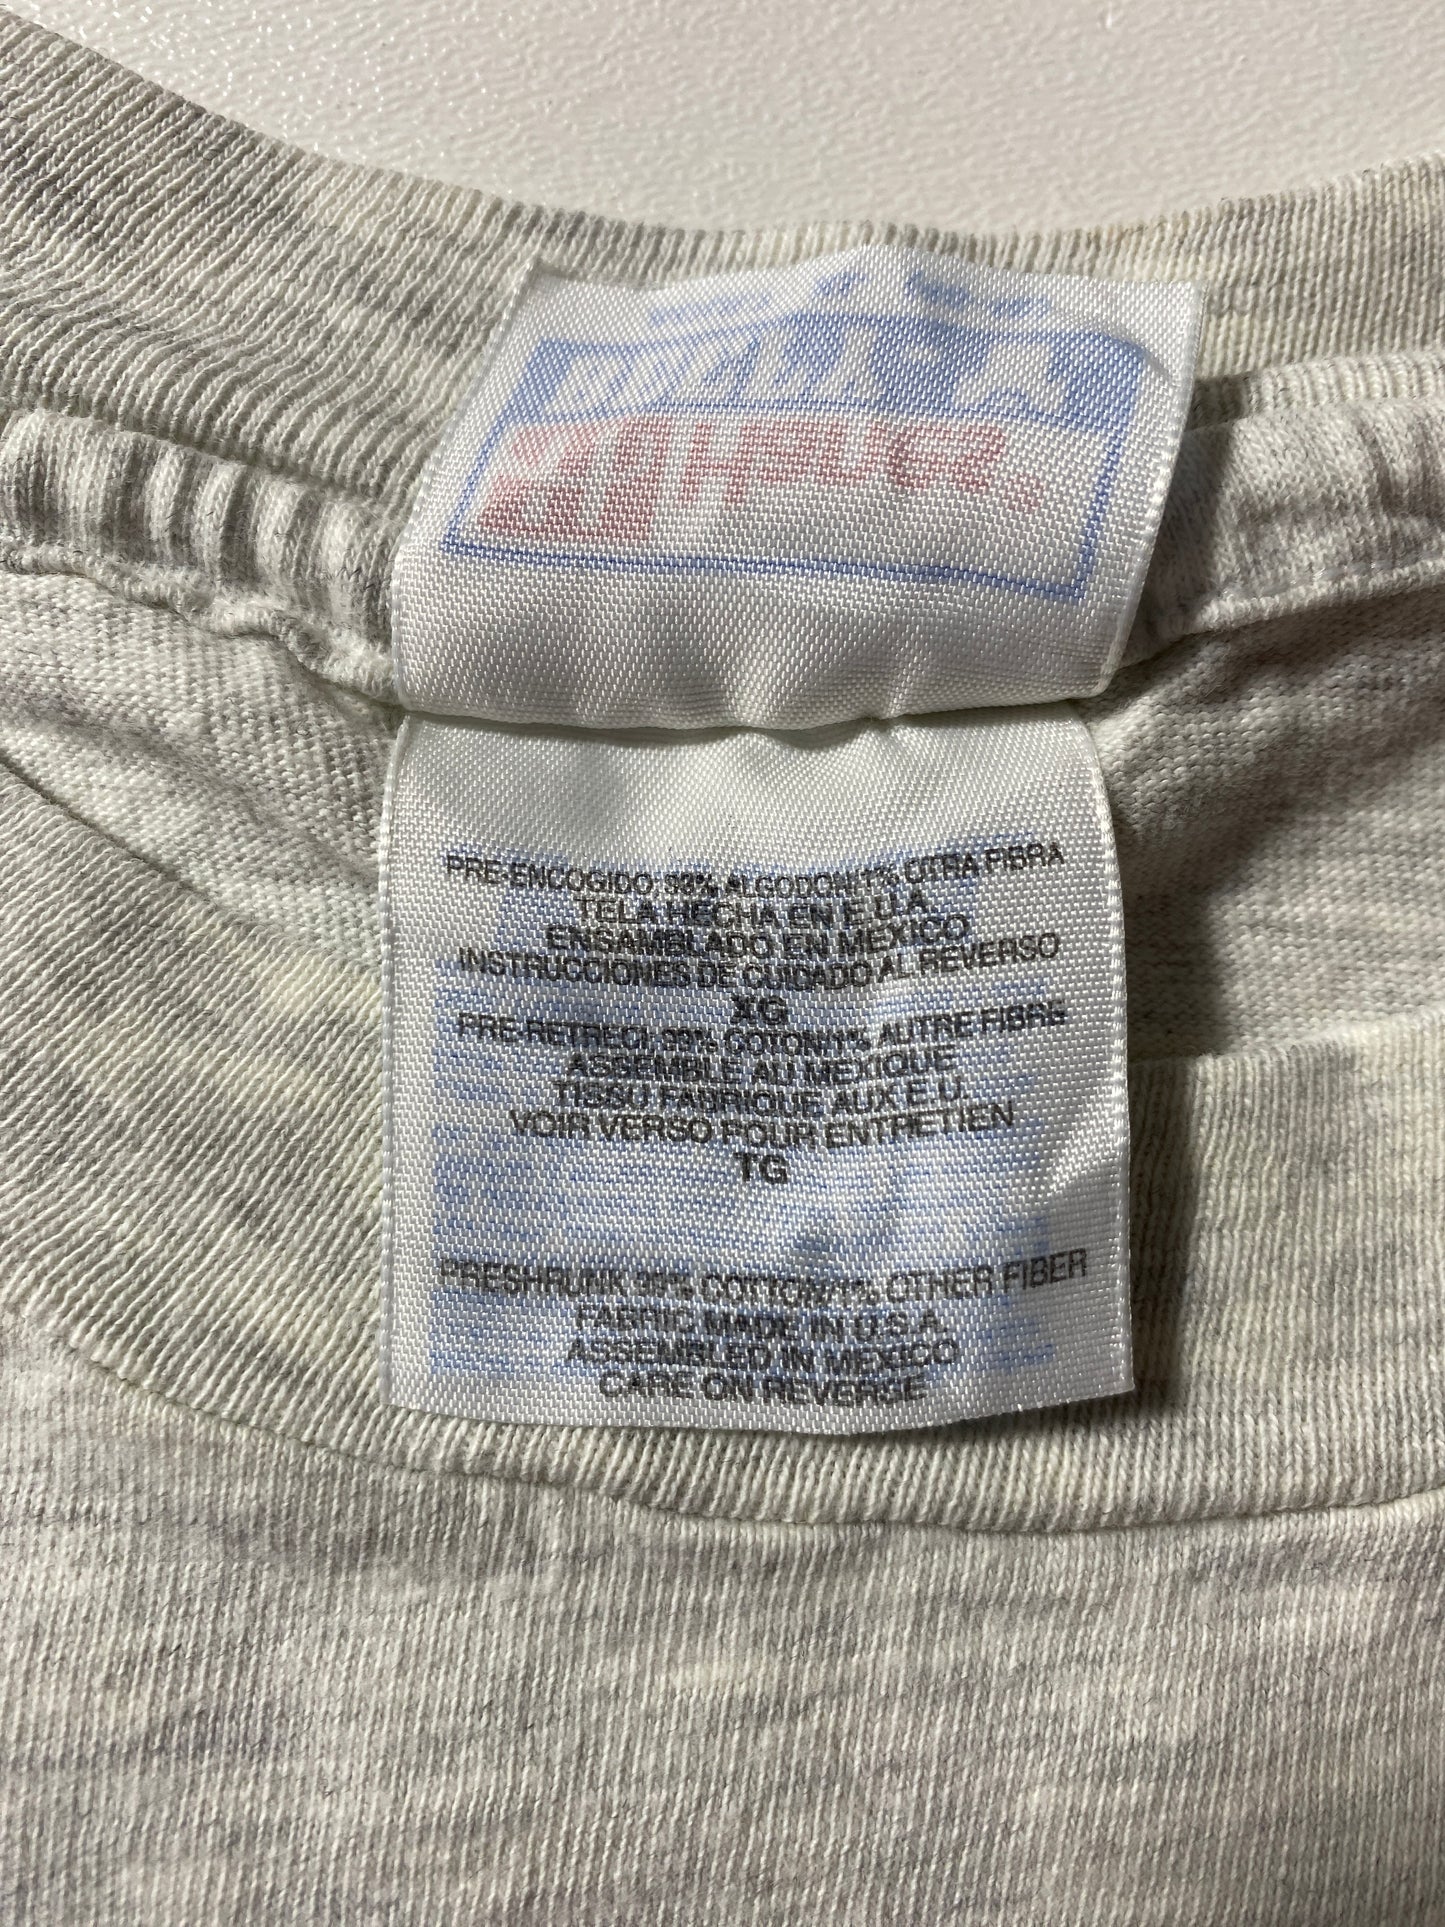 PRE-ENCOGIDO, 99% ALGODON/1% OTRA FIBRA
TELA HECHA EN E.U.A.
ENSAMBLADO EN MEXICO
INSTRUCCIONES DE CUIDADO AL REVERSO
XG
PRE-RETRECI, 99% COTON/1% AUTRE FIBRE
ASSEMBLE AU MEXIQUE
TISSU FABRIQUE AUX E.U.
VOIR VERSO POUR ENTRETIEN
TG
PRESHRUNK 99% COTTON/1% OTHER FIBER
FABRIC MADE IN U.S.A.
ASSEMBLED IN MEXICO
CARE ON REVERSE